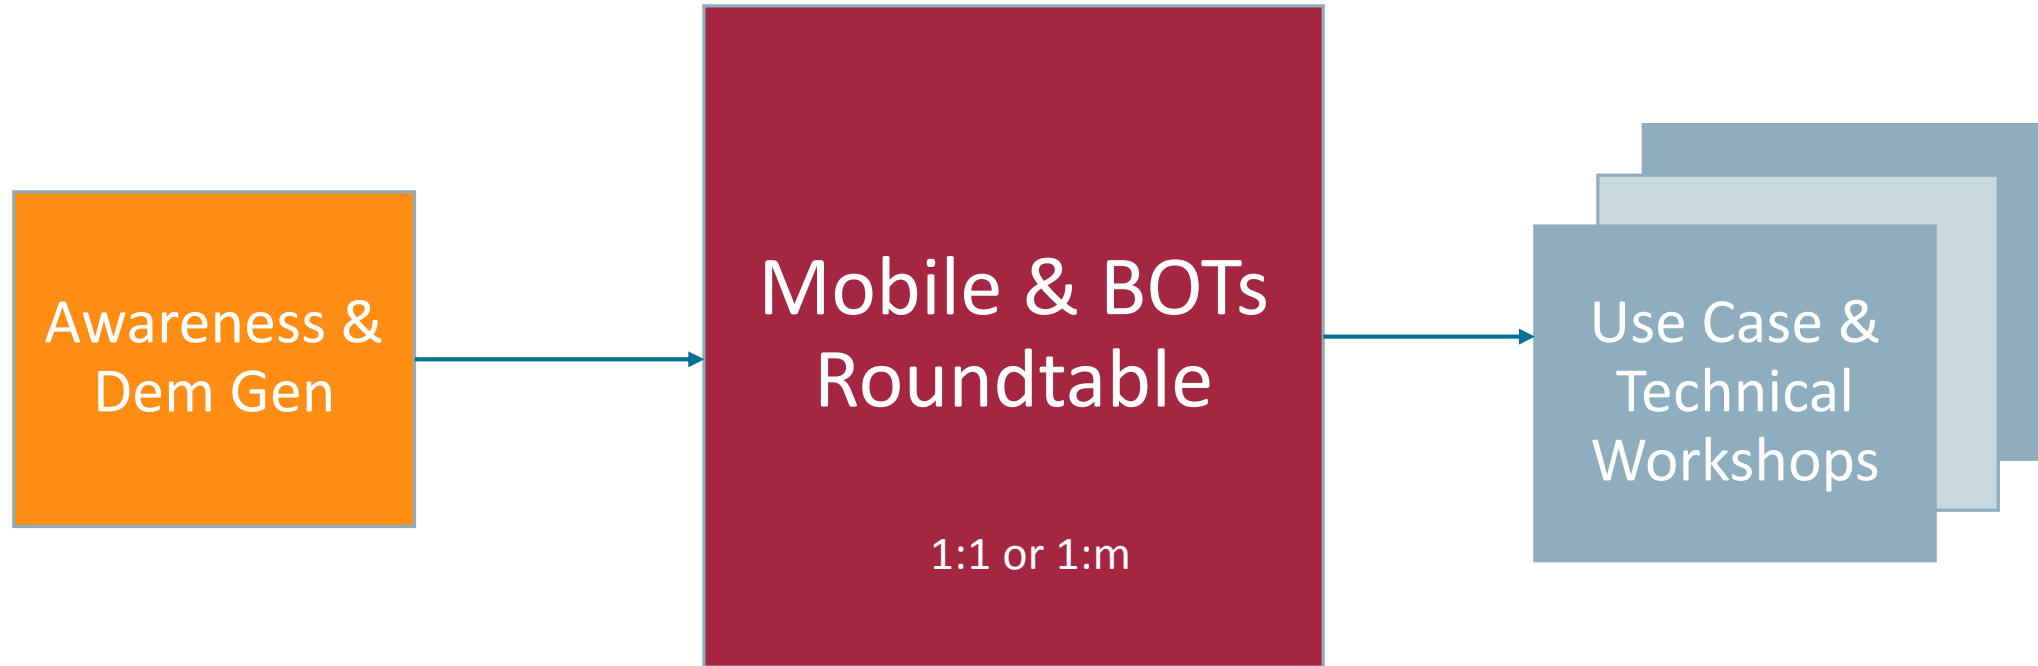 Awareness &
Dem Gen
Mobile & BOTs
Roundtable
1:1 or 1:m
Use Case &
Technical
Workshops